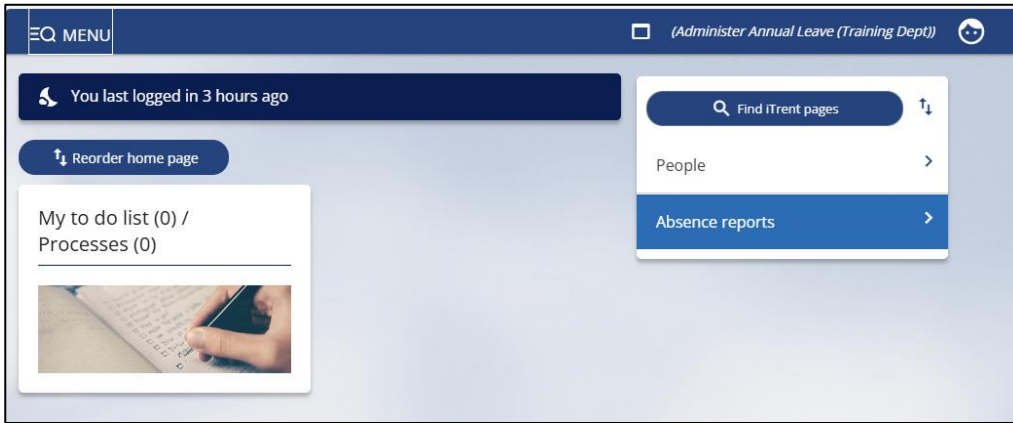 MENU
(Administer Annual Leave (Training Dept))
You last logged in 3 hours ago
Find iTrent pages
Reorder home page
People
My to do list (0) /
Processes (0)
Absence reports